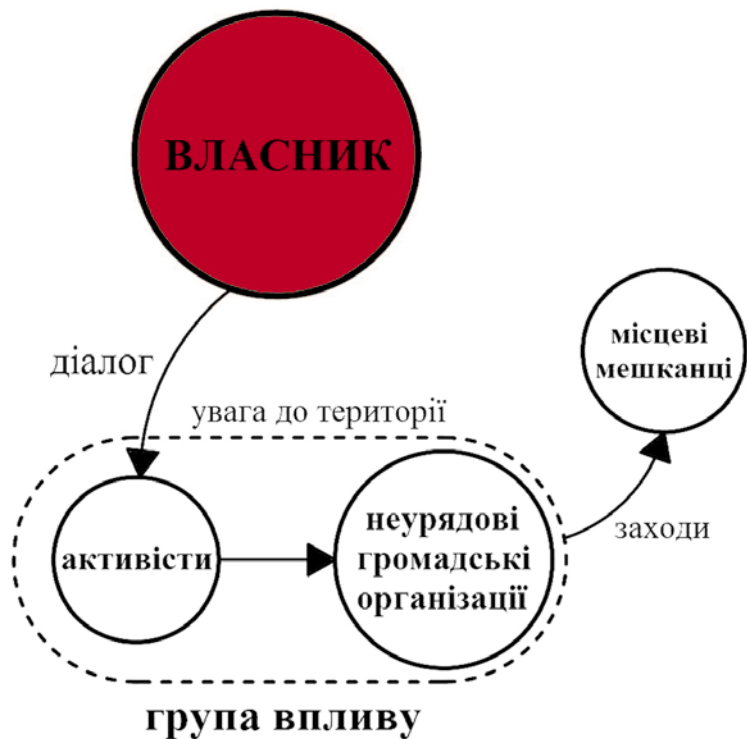 ВЛАСНИК
місцеві
мешканці
діалог
увага до території
активісти
неурядові
громадські
організації
заходи
група впливу